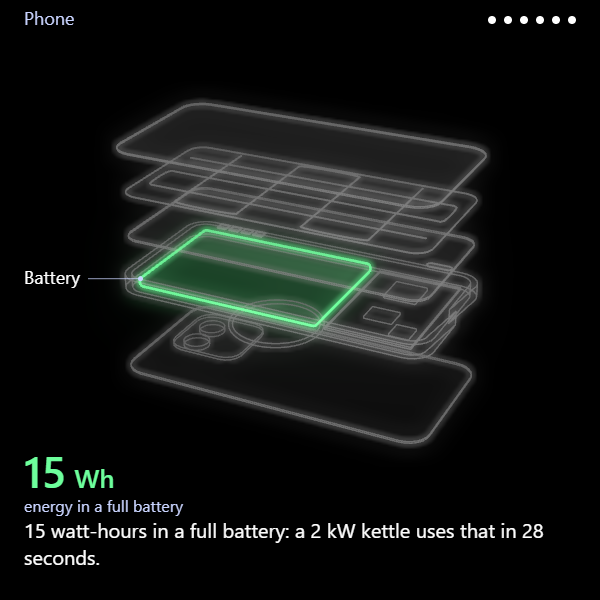 Phone
Battery
15 Wh
energy in a full battery
15 watt-hours in a full battery: a 2 kW kettle uses that in 28
seconds.